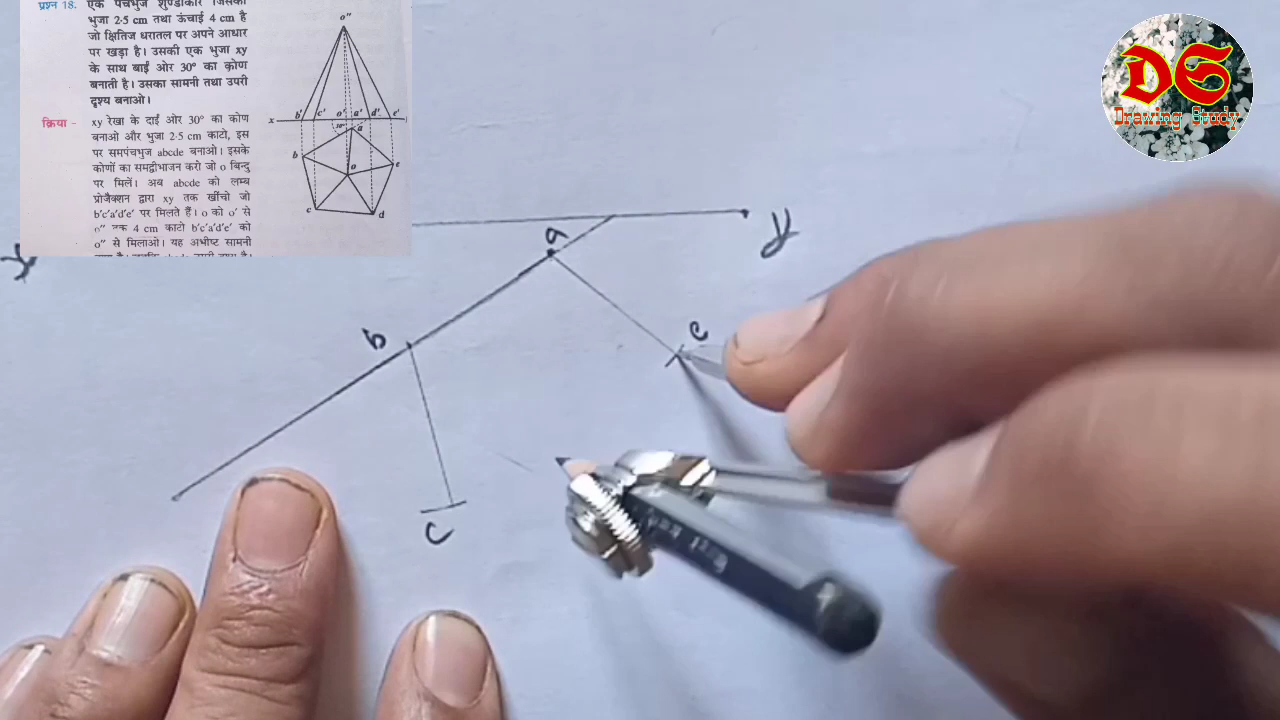 प्रश्न 18. एक पंचभुज शुण्डाकार जिसकी
भुजा 2·5 cm तथा ऊंचाई 4 cm है
जो क्षितिज धरातल पर अपने आधार
पर खड़ा है। उसकी एक भुजा xy
के साथ बाईं ओर 30° का कोण
बनाती है। उसका सामनी तथा उपरी
दृश्य बनाओ।
क्रिया – xy रेखा के दाईं ओर 30° का कोण
बनाओ और भुजा 2·5 cm काटो, इस
पर समपंचभुज abcde बनाओ। इसके
कोणों का समद्वीभाजन करो जो o बिन्दु
पर मिलें। अब abcde को लम्ब
प्रोजैक्शन द्वारा xy तक खींचो जो
b'c'a'd'e' पर मिलते हैं। o को o' से
o'' तक 4 cm काटो b'c'a'd'e' को
o'' से मिलाओ। यह अभीष्ट सामनी
o''
x b' c' o' a' d' e'
30°
a
b
o
e
c
d
DS
Drawing Study
x
y
a
b
e
c